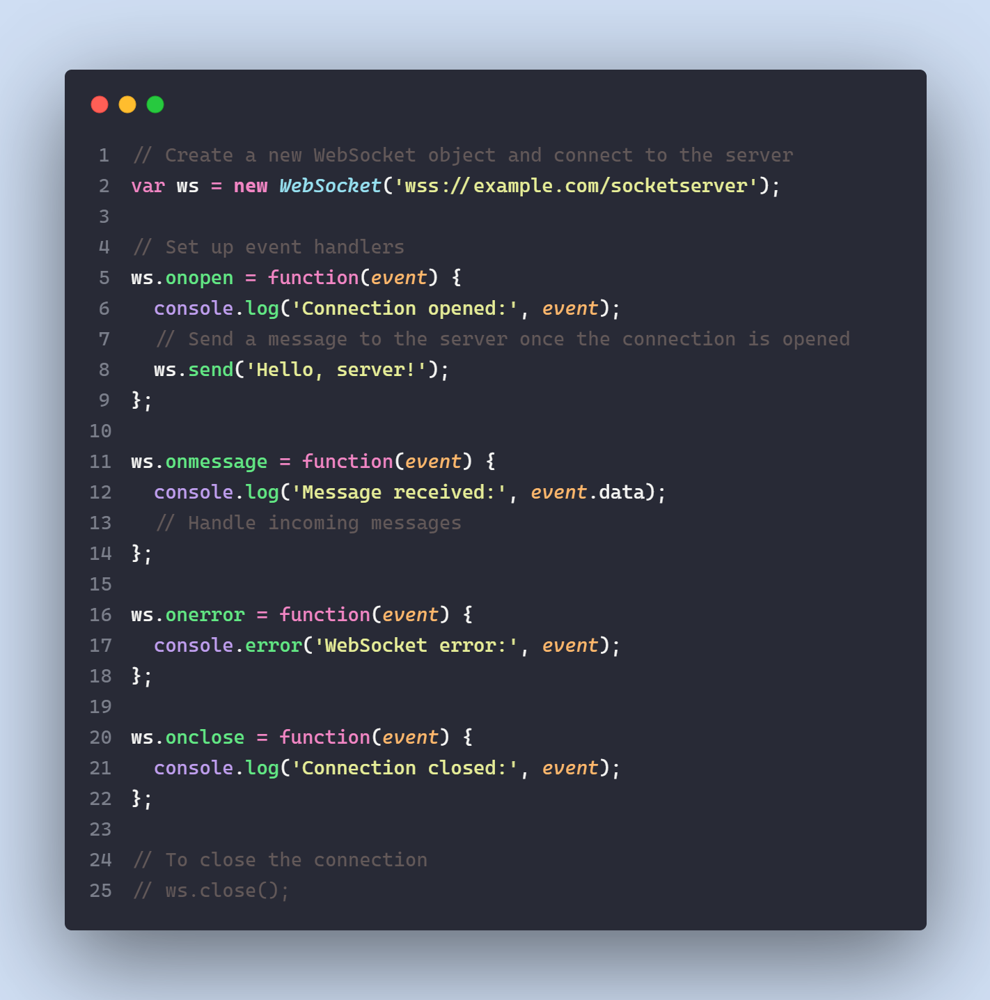 1 // Create a new WebSocket object and connect to the server
2 var ws = new WebSocket('wss://example.com/socketserver');
3
4 // Set up event handlers
5 ws.onopen = function(event) {
6   console.log('Connection opened:', event);
7   // Send a message to the server once the connection is opened
8   ws.send('Hello, server!');
9 };
10
11 ws.onmessage = function(event) {
12   console.log('Message received:', event.data);
13   // Handle incoming messages
14 };
15
16 ws.onerror = function(event) {
17   console.error('WebSocket error:', event);
18 };
19
20 ws.onclose = function(event) {
21   console.log('Connection closed:', event);
22 };
23
24 // To close the connection
25 // ws.close();